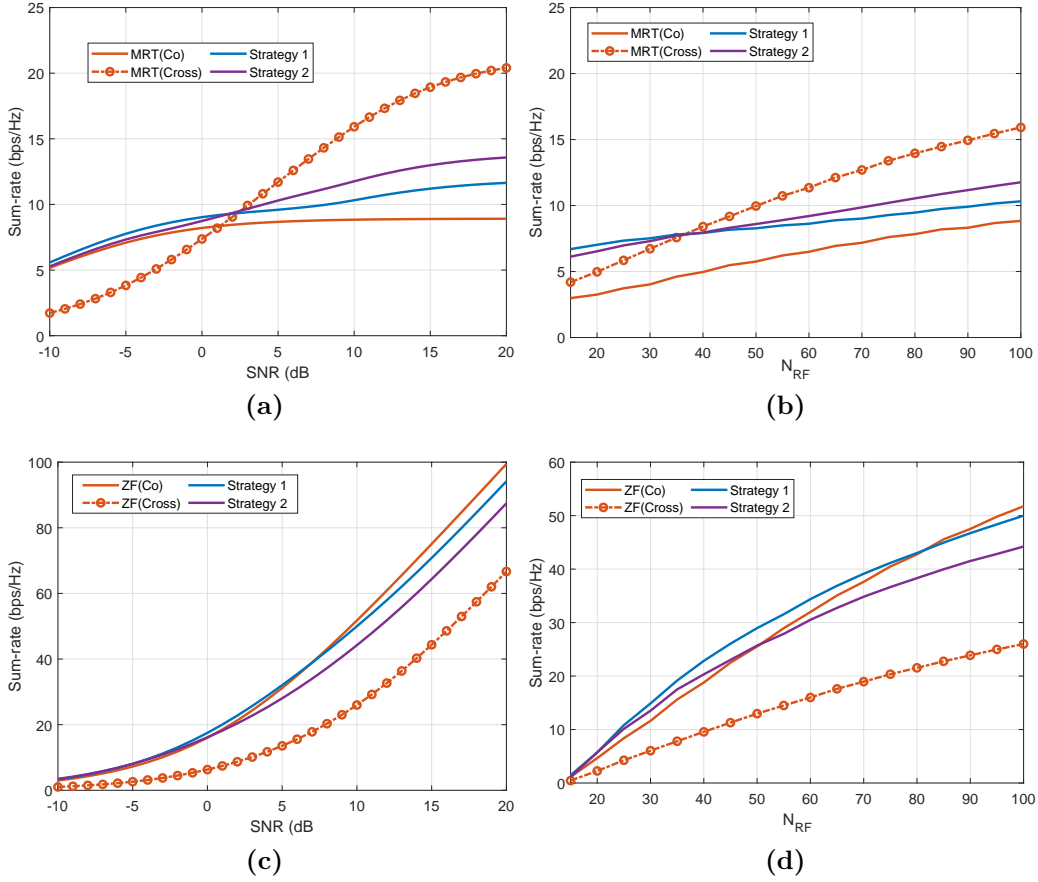 25
20
15
10
5
0
Sum-rate (bps/Hz)
MRT(Co)
MRT(Cross)
Strategy 1
Strategy 2
-10
-5
0
5
10
15
20
SNR (dB
(a)
25
20
15
10
5
0
Sum-rate (bps/Hz)
MRT(Co)
MRT(Cross)
Strategy 1
Strategy 2
20
30
40
50
60
70
80
90
100
N_RF
(b)
100
80
60
40
20
0
Sum-rate (bps/Hz)
ZF(Co)
ZF(Cross)
Strategy 1
Strategy 2
-10
-5
0
5
10
15
20
SNR (dB
(c)
60
50
40
30
20
10
0
Sum-rate (bps/Hz)
ZF(Co)
ZF(Cross)
Strategy 1
Strategy 2
20
30
40
50
60
70
80
90
100
N_RF
(d)